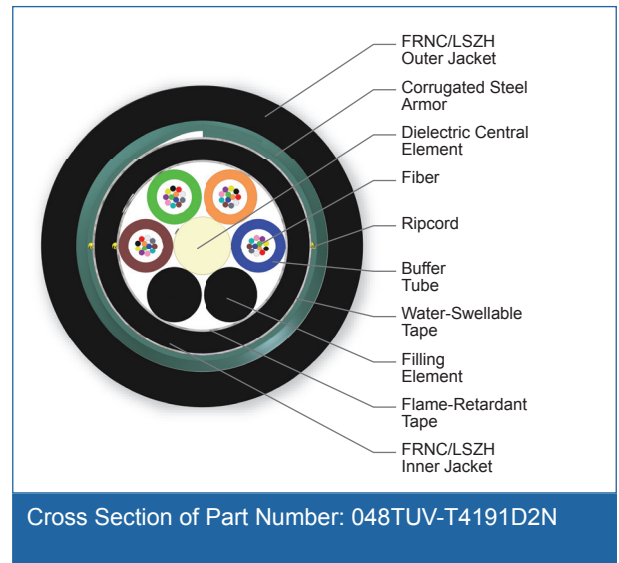 FRNC/LSZH
Outer Jacket
Corrugated Steel
Armor
Dielectric Central
Element
Fiber
Ripcord
Buffer
Tube
Water-Swellable
Tape
Filling
Element
Flame-Retardant
Tape
FRNC/LSZH
Inner Jacket
Cross Section of Part Number: 048TUV-T4191D2N